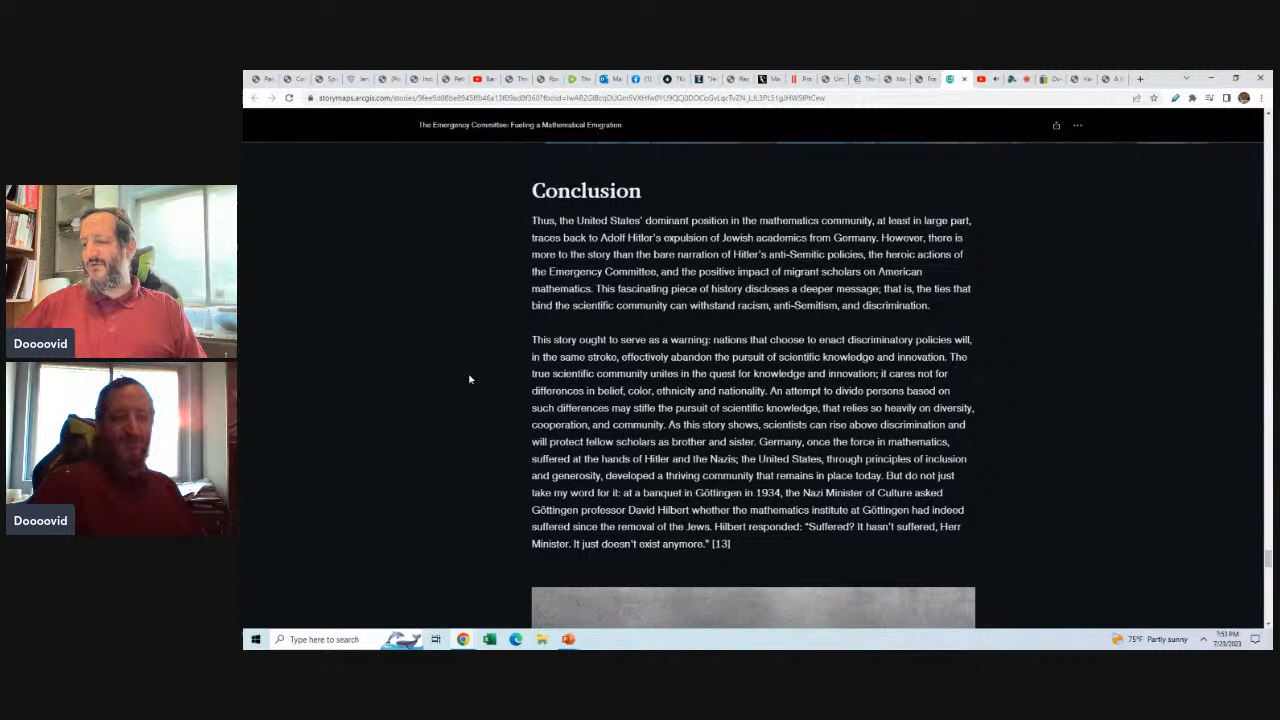 storymaps.arcgis.com/stories/
The Emergency Committee: Fueling a Mathematical Emigration
Conclusion
Thus, the United States' dominant position in the mathematics community, at least in large part,
traces back to Adolf Hitler's expulsion of Jewish academics from Germany. However, there is
more to the story than the bare narration of Hitler's anti-Semitic policies, the heroic actions of
the Emergency Committee, and the positive impact of migrant scholars on American
mathematics. This fascinating piece of history discloses a deeper message; that is, the ties that
bind the scientific community can withstand racism, anti-Semitism, and discrimination.
This story ought to serve as a warning: nations that choose to enact discriminatory policies will,
in the same stroke, effectively abandon the pursuit of scientific knowledge and innovation. The
true scientific community unites in the quest for knowledge and innovation; it cares not for
differences in belief, color, ethnicity and nationality. An attempt to divide persons based on
such differences may stifle the pursuit of scientific knowledge, that relies so heavily on diversity,
cooperation, and community. As this story shows, scientists can rise above discrimination and
will protect fellow scholars as brother and sister. Germany, once the force in mathematics,
suffered at the hands of Hitler and the Nazis; the United States, through principles of inclusion
and generosity, developed a thriving community that remains in place today. But do not just
take my word for it: at a banquet in Göttingen in 1934, the Nazi Minister of Culture asked
Göttingen professor David Hilbert whether the mathematics institute at Göttingen had indeed
suffered since the removal of the Jews. Hilbert responded: "Suffered? It hasn't suffered, Herr
Minister. It just doesn't exist anymore." [13]
Doooovid
Doooovid
Type here to search
75°F Partly sunny
7:51 PM
7/23/2023